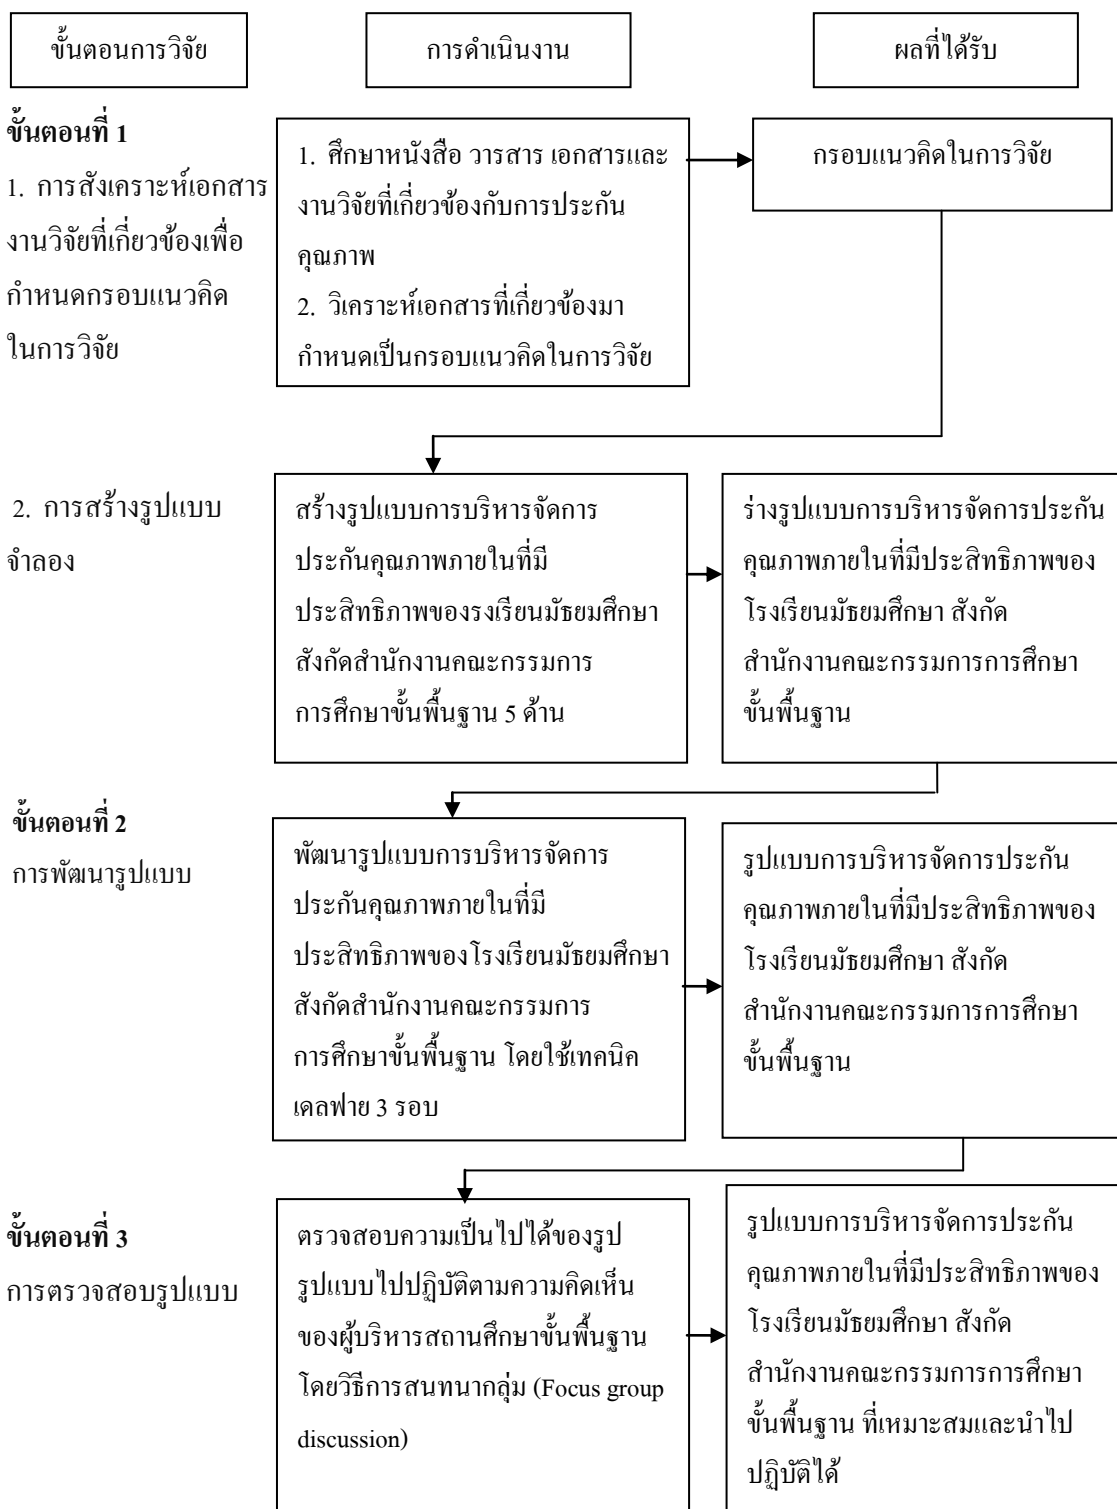 ขั้นตอนการวิจัย
การดำเนินงาน
ผลที่ได้รับ
ขั้นตอนที่ 1
1. การสังเคราะห์เอกสาร
งานวิจัยที่เกี่ยวข้องเพื่อ
กำหนดกรอบแนวคิด
ในการวิจัย
1. ศึกษาหนังสือ วารสาร เอกสารและ
งานวิจัยที่เกี่ยวข้องกับการประกัน
คุณภาพ
2. วิเคราะห์เอกสารที่เกี่ยวข้องมา
กำหนดเป็นกรอบแนวคิดในการวิจัย
กรอบแนวคิดในการวิจัย
2. การสร้างรูปแบบ
จำลอง
สร้างรูปแบบการบริหารจัดการ
ประกันคุณภาพภายในที่มี
ประสิทธิภาพของรงเรียนมัธยมศึกษา
สังกัดสำนักงานคณะกรรมการ
การศึกษาขั้นพื้นฐาน 5 ด้าน
ร่างรูปแบบการบริหารจัดการประกัน
คุณภาพภายในที่มีประสิทธิภาพของ
โรงเรียนมัธยมศึกษา สังกัด
สำนักงานคณะกรรมการการศึกษา
ขั้นพื้นฐาน
ขั้นตอนที่ 2
การพัฒนารูปแบบ
พัฒนารูปแบบการบริหารจัดการ
ประกันคุณภาพภายในที่มี
ประสิทธิภาพของโรงเรียนมัธยมศึกษา
สังกัดสำนักงานคณะกรรมการ
การศึกษาขั้นพื้นฐาน โดยใช้เทคนิค
เดลฟาย 3 รอบ
รูปแบบการบริหารจัดการประกัน
คุณภาพภายในที่มีประสิทธิภาพของ
โรงเรียนมัธยมศึกษา สังกัด
สำนักงานคณะกรรมการการศึกษา
ขั้นพื้นฐาน
ขั้นตอนที่ 3
การตรวจสอบรูปแบบ
ตรวจสอบความเป็นไปได้ของรูป
รูปแบบไปปฏิบัติตามความคิดเห็น
ของผู้บริหารสถานศึกษาขั้นพื้นฐาน
โดยวิธีการสนทนากลุ่ม (Focus group
discussion)
รูปแบบการบริหารจัดการประกัน
คุณภาพภายในที่มีประสิทธิภาพของ
โรงเรียนมัธยมศึกษา สังกัด
สำนักงานคณะกรรมการการศึกษา
ขั้นพื้นฐาน ที่เหมาะสมและนำไป
ปฏิบัติได้